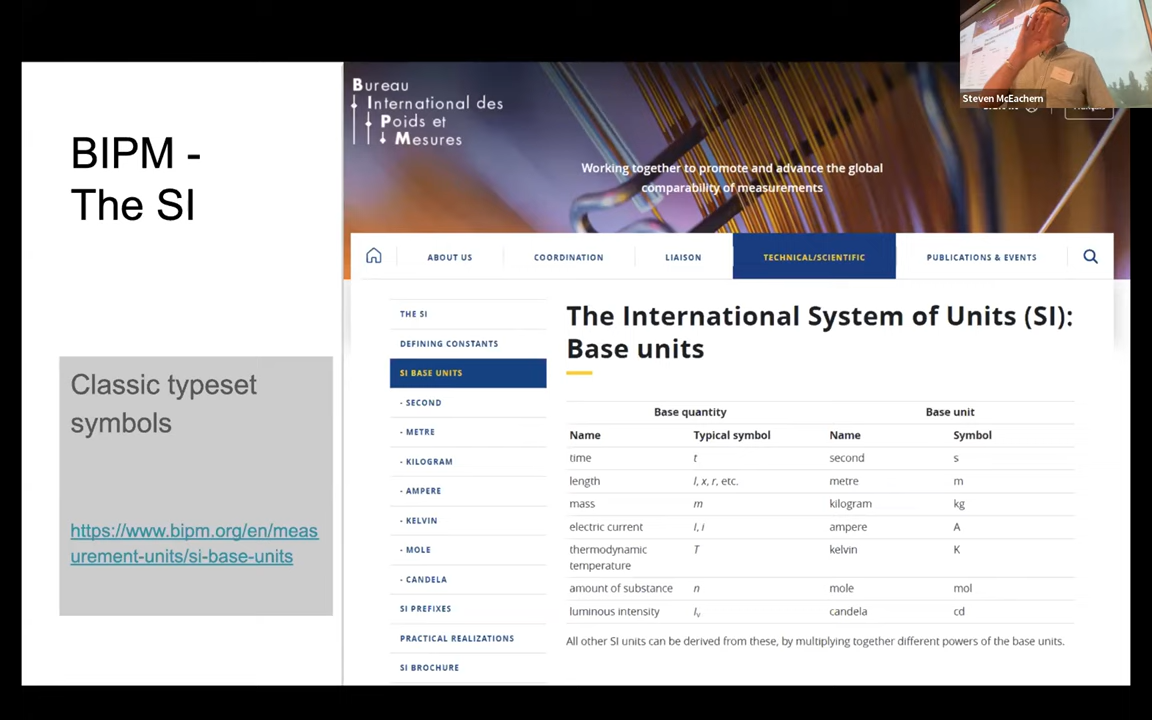 BIPM -
The SI
Classic typeset
symbols
https://www.bipm.org/en/meas
urement-units/si-base-units
Bureau
International des
Poids et
Mesures
Steven McEachern
Working together to promote and advance the global
comparability of measurements
ABOUT US
COORDINATION
LIAISON
TECHNICAL/SCIENTIFIC
PUBLICATIONS & EVENTS
THE SI
DEFINING CONSTANTS
SI BASE UNITS
- SECOND
- METRE
- KILOGRAM
- AMPERE
- KELVIN
- MOLE
- CANDELA
SI PREFIXES
PRACTICAL REALIZATIONS
SI BROCHURE
The International System of Units (SI):
Base units
Base quantity Base unit
Name Typical symbol Name Symbol
time t second s
length l, x, r, etc. metre m
mass m kilogram kg
electric current I, i ampere A
thermodynamic T kelvin K
temperature
amount of substance n mole mol
luminous intensity Iv candela cd
All other SI units can be derived from these, by multiplying together different powers of the base units.